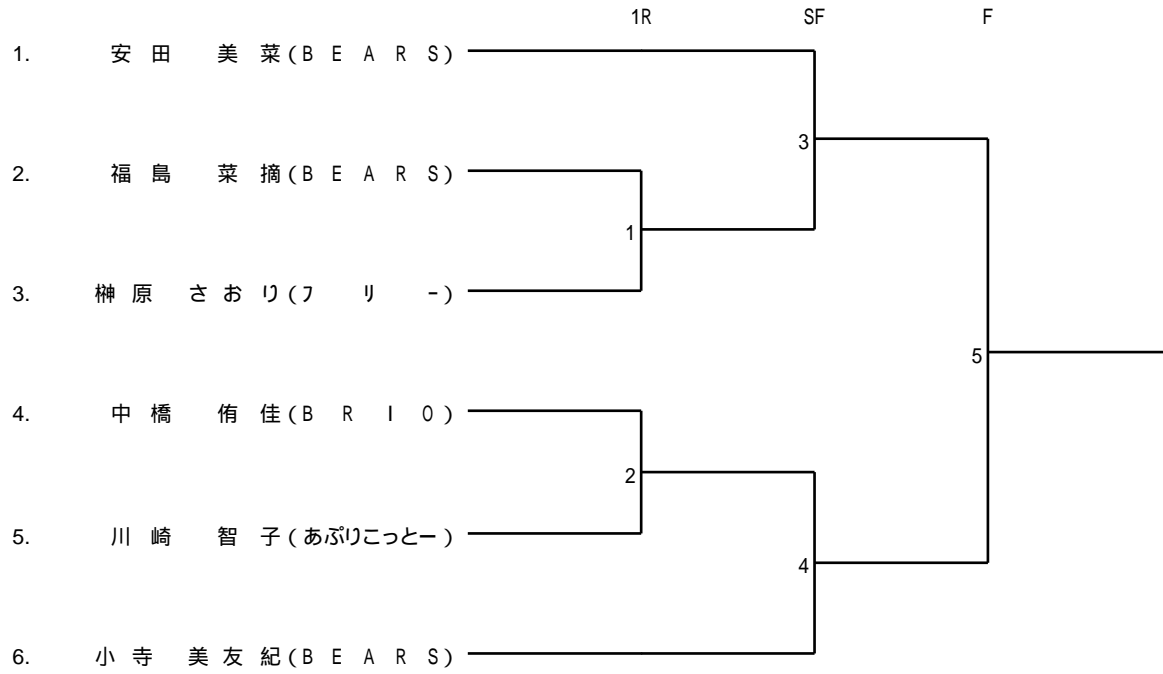 1R SF F
1. 安田 美菜(BEARS)
3
2. 福島 菜摘(BEARS)
1
3. 榊原 さおり(フリー)
5
4. 中橋 侑佳(BRIO)
2
5. 川崎 智子(あぷりこっとー)
4
6. 小寺 美友紀(BEARS)